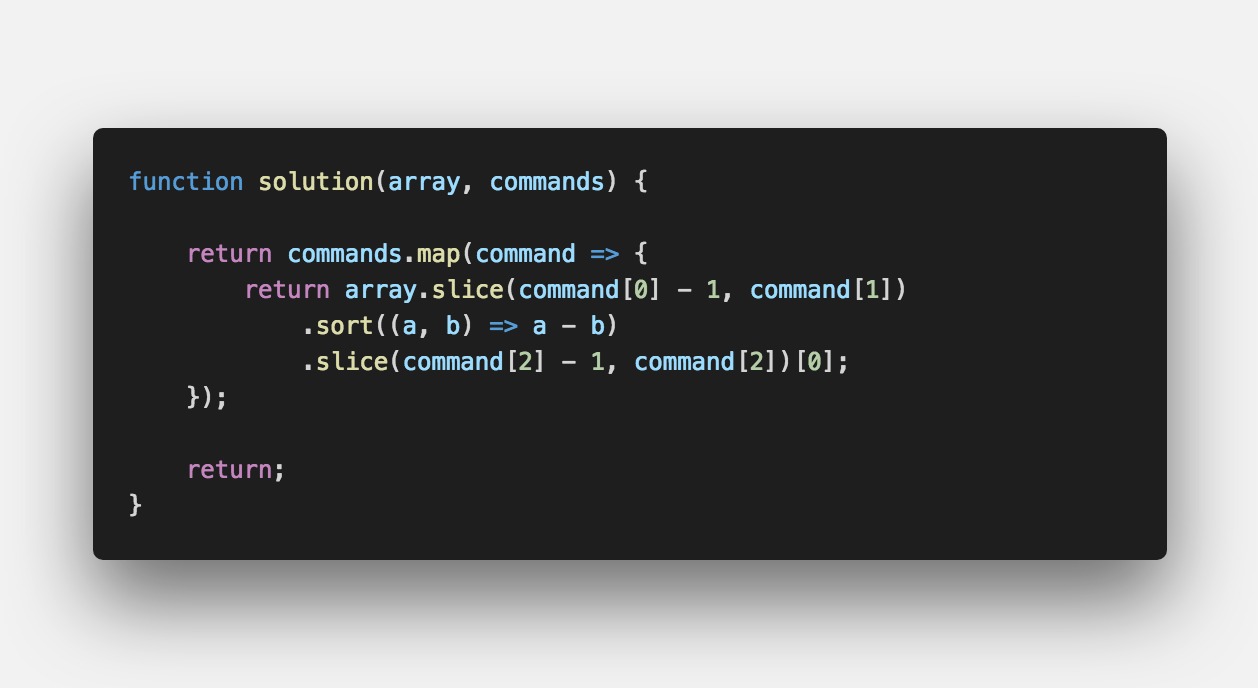 function solution(array, commands) {
    return commands.map(command => {
        return array.slice(command[0] - 1, command[1])
            .sort((a, b) => a - b)
            .slice(command[2] - 1, command[2])[0];
    });
    return;
}